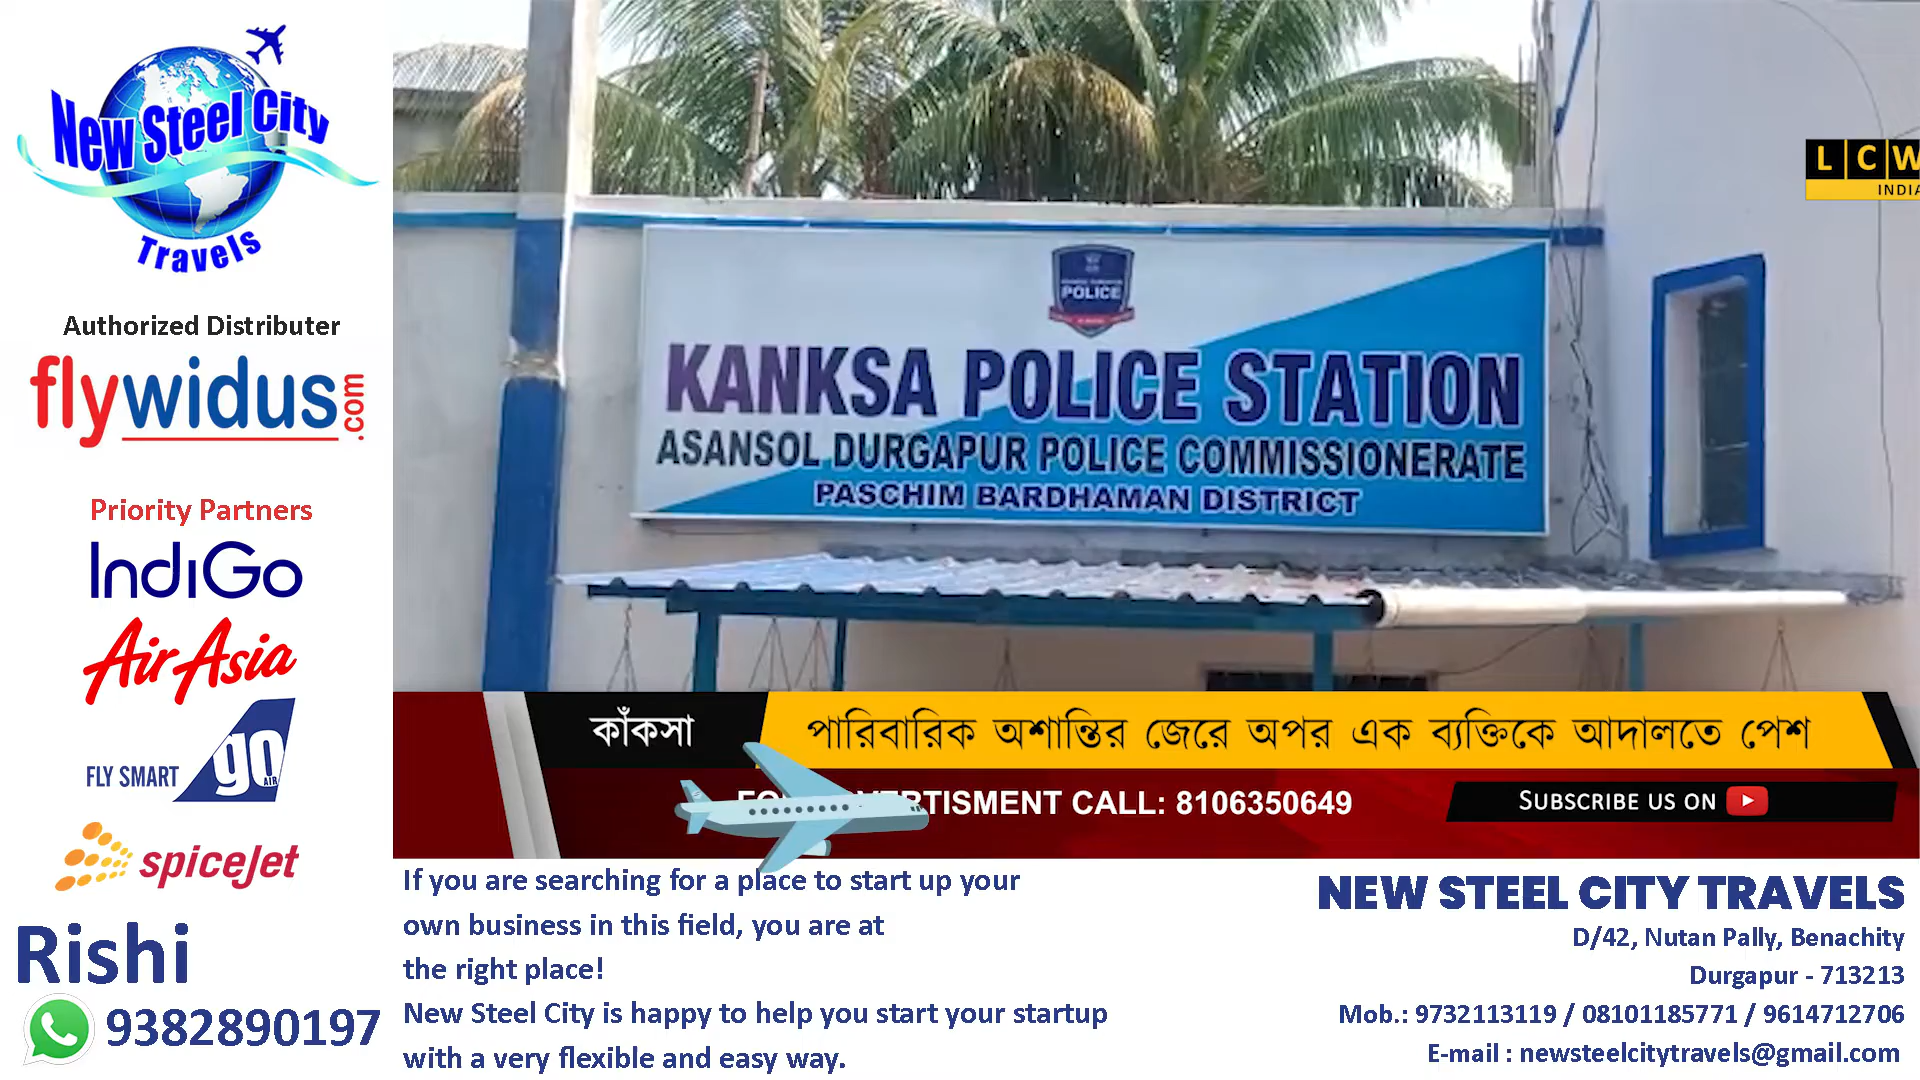 New Steel City
Travels
Authorized Distributer
flywidus.com
Priority Partners
IndiGo
AirAsia
FLY SMART
go
AIR
spiceJet
Rishi
9382890197
LCW
INDIA
POLICE
KANKSA POLICE STATION
ASANSOL DURGAPUR POLICE COMMISSIONERATE
PASCHIM BARDHAMAN DISTRICT
কাঁকসা
পারিবারিক অশান্তির জেরে অপর এক ব্যক্তিকে আদালতে পেশ
CALL: 8106350649
SUBSCRIBE US ON
If you are searching for a place to start up your
own business in this field, you are at
the right place!
New Steel City is happy to help you start your startup
with a very flexible and easy way.
NEW STEEL CITY TRAVELS
D/42, Nutan Pally, Benachity
Durgapur - 713213
Mob.: 9732113119 / 08101185771 / 9614712706
E-mail : newsteelcitytravels@gmail.com